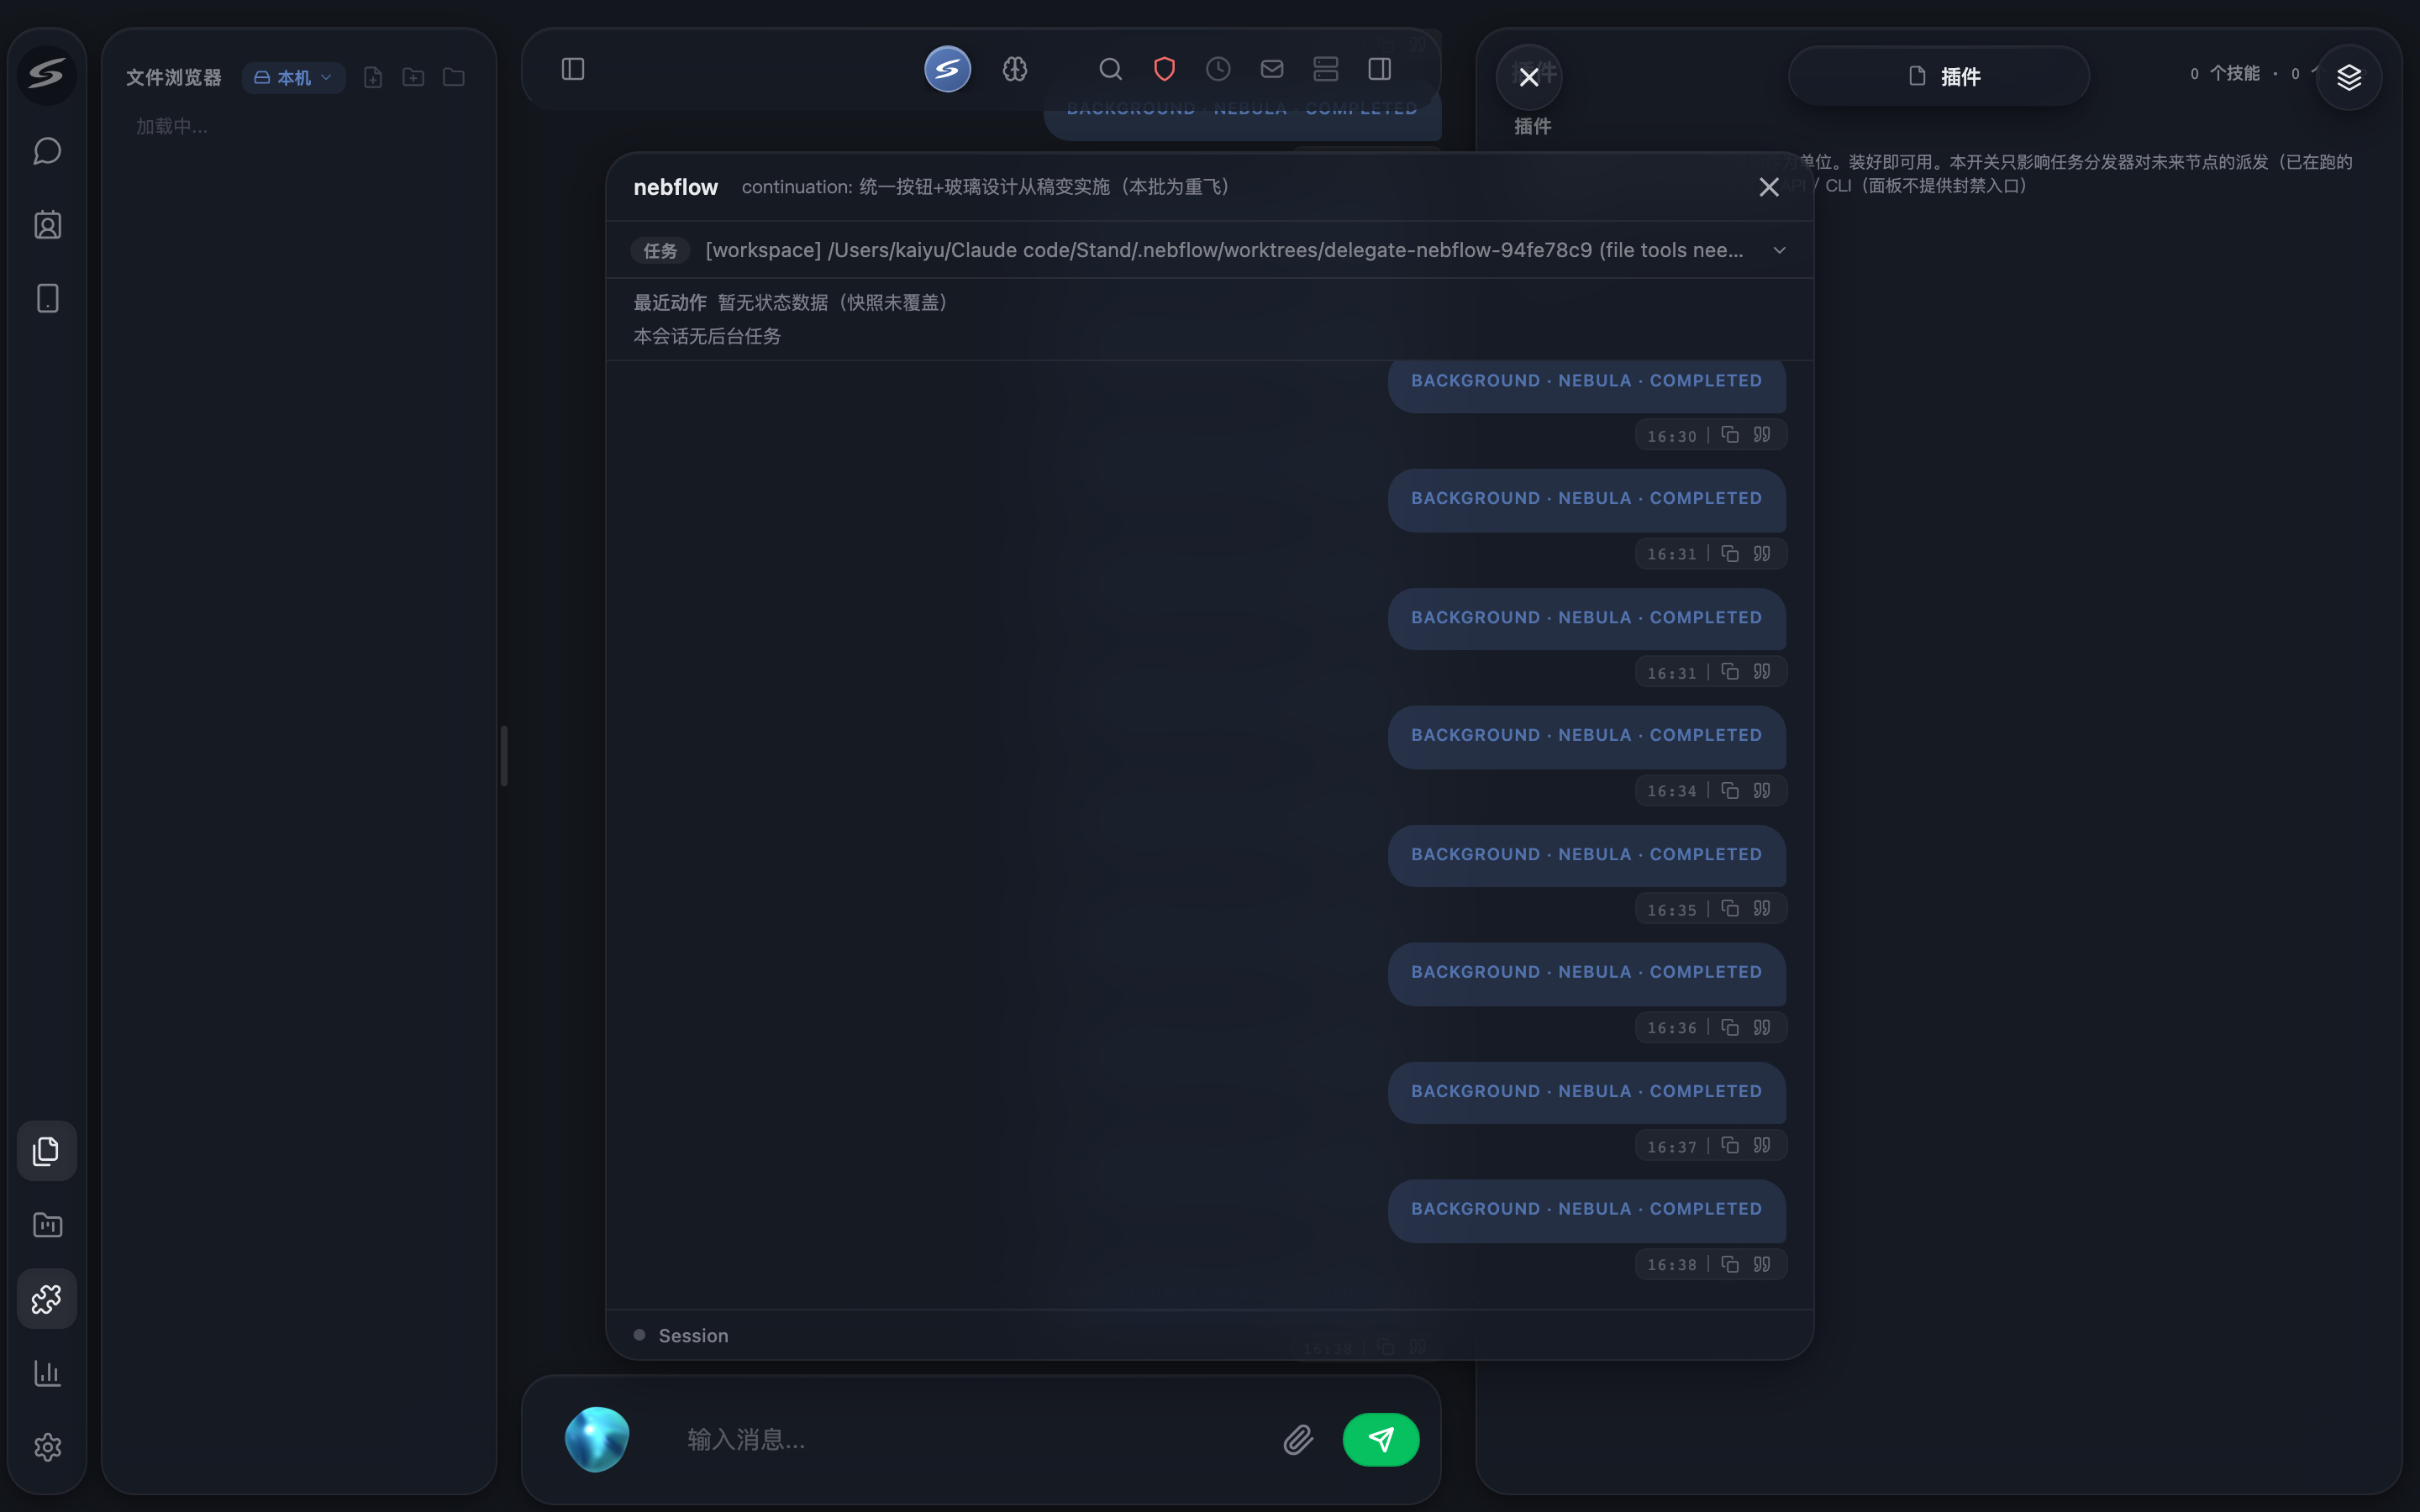 文件浏览器
本机
加载中...
BACKGROUND · NEBULA · COMPLETED
插件
插件
插件
0 个技能 · 0
单位。装好即可用。本开关只影响任务分发器对未来节点的派发（已在跑的
API / CLI（面板不提供封禁入口）
nebflow
continuation: 统一按钮+玻璃设计从稿变实施（本批为重飞）
任务
[workspace] /Users/kaiyu/Claude code/Stand/.nebflow/worktrees/delegate-nebflow-94fe78c9 (file tools nee...
最近动作 暂无状态数据（快照未覆盖）
本会话无后台任务
BACKGROUND · NEBULA · COMPLETED
16:30
BACKGROUND · NEBULA · COMPLETED
16:31
BACKGROUND · NEBULA · COMPLETED
16:31
BACKGROUND · NEBULA · COMPLETED
16:34
BACKGROUND · NEBULA · COMPLETED
16:35
BACKGROUND · NEBULA · COMPLETED
16:36
BACKGROUND · NEBULA · COMPLETED
16:37
BACKGROUND · NEBULA · COMPLETED
16:38
Session
16:38
输入消息...